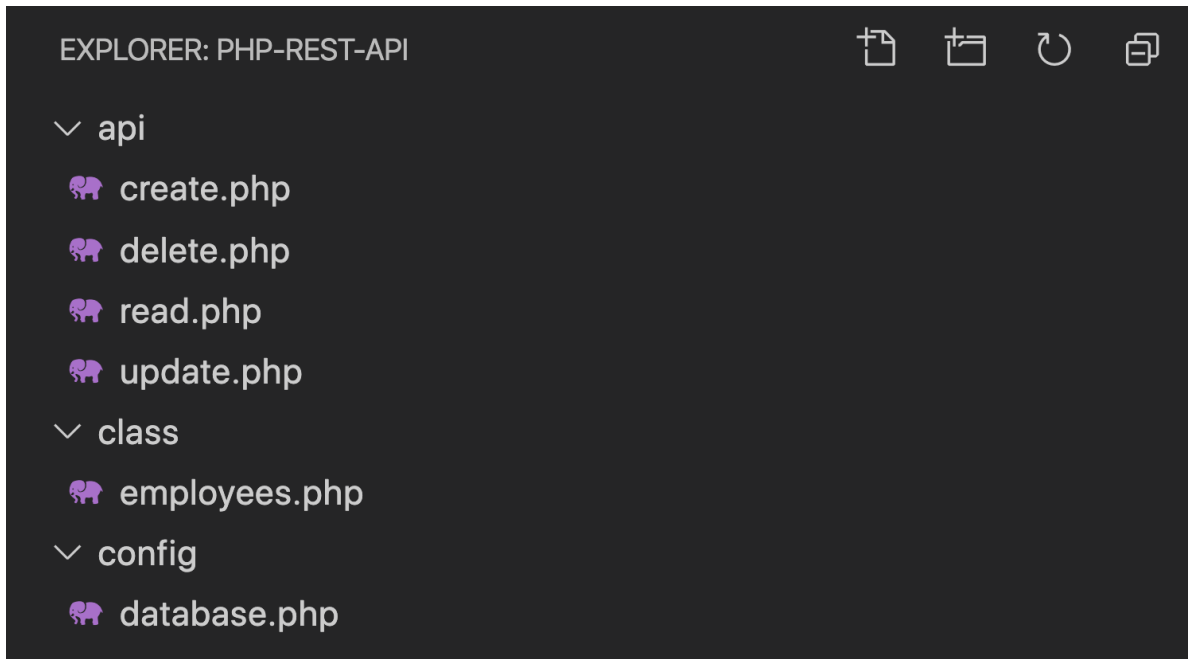 EXPLORER: PHP-REST-API
api
create.php
delete.php
read.php
update.php
class
employees.php
config
database.php